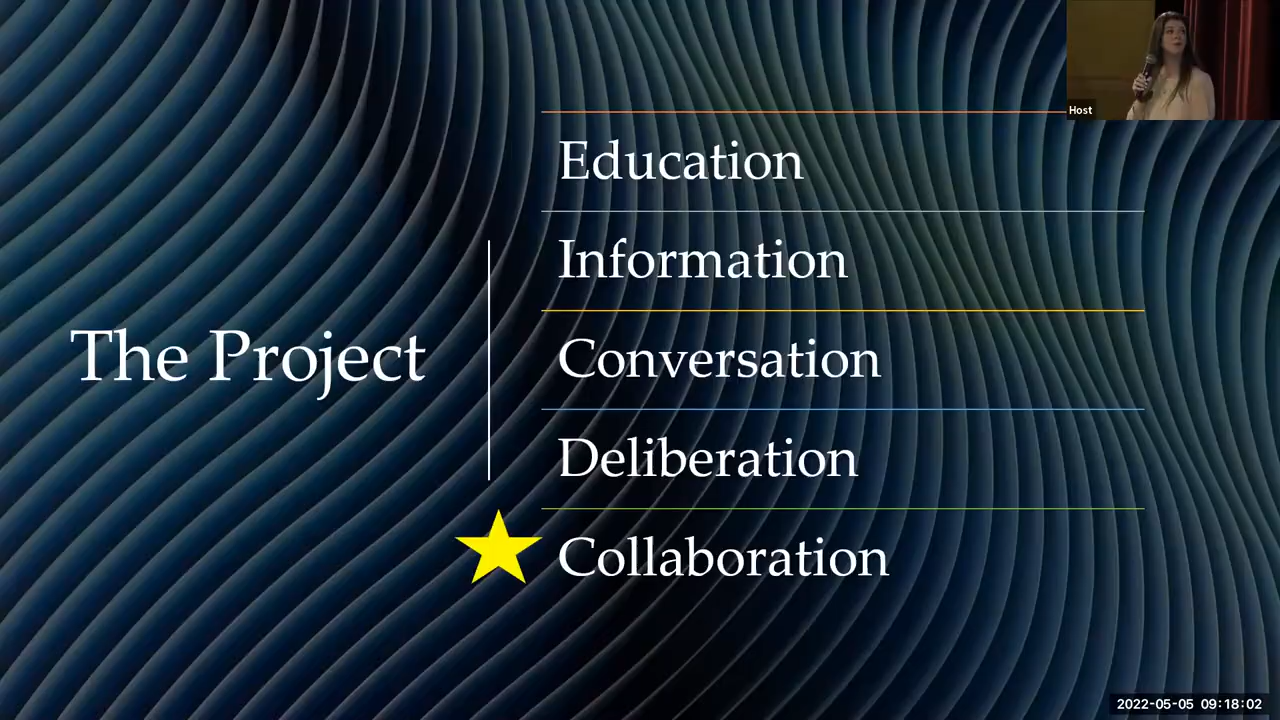 Host
Education
Information
The Project
Conversation
Deliberation
Collaboration
2022-05-05 09:18:02